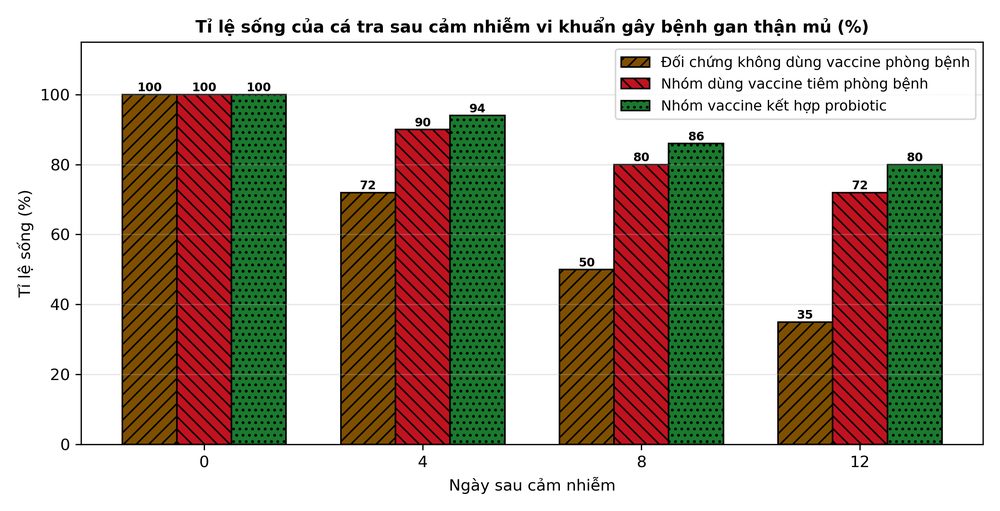 Tỉ lệ sống của cá tra sau cảm nhiễm vi khuẩn gây bệnh gan thận mủ (%)
Đối chứng không dùng vaccine phòng bệnh
Nhóm dùng vaccine tiêm phòng bệnh
Nhóm vaccine kết hợp probiotic
Tỉ lệ sống (%)
100
80
60
40
20
0
100 100 100
72 90 94
50 80 86
35 72 80
0 4 8 12
Ngày sau cảm nhiễm